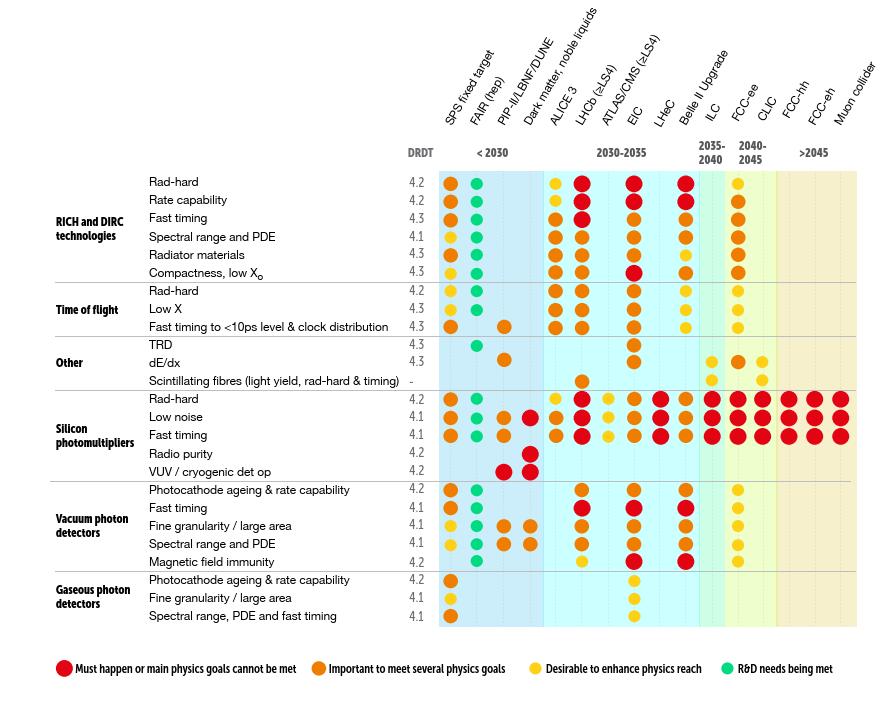 SPS fixed target
FAIR (hep)
PIP-II/LBNF/DUNE
Dark matter, noble liquids
ALICE 3
LHCb (≥LS4)
ATLAS/CMS (≥LS4)
EIC
LHeC
Belle II Upgrade
ILC
FCC-ee
CLIC
FCC-hh
FCC-eh
Muon collider
DRDT
< 2030
2030-2035
2035-
2040
2040-
2045
>2045
RICH and DIRC
technologies
Rad-hard 4.2
Rate capability 4.2
Fast timing 4.3
Spectral range and PDE 4.1
Radiator materials 4.3
Compactness, low Xo 4.3
Time of flight
Rad-hard 4.2
Low X 4.3
Fast timing to <10ps level & clock distribution 4.3
Other
TRD 4.3
dE/dx 4.3
Scintillating fibres (light yield, rad-hard & timing) -
Silicon
photomultipliers
Rad-hard 4.2
Low noise 4.1
Fast timing 4.1
Radio purity 4.2
VUV / cryogenic det op 4.2
Vacuum photon
detectors
Photocathode ageing & rate capability 4.2
Fast timing 4.1
Fine granularity / large area 4.1
Spectral range and PDE 4.1
Magnetic field immunity 4.2
Gaseous photon
detectors
Photocathode ageing & rate capability 4.2
Fine granularity / large area 4.1
Spectral range, PDE and fast timing 4.1
Must happen or main physics goals cannot be met
Important to meet several physics goals
Desirable to enhance physics reach
R&D needs being met